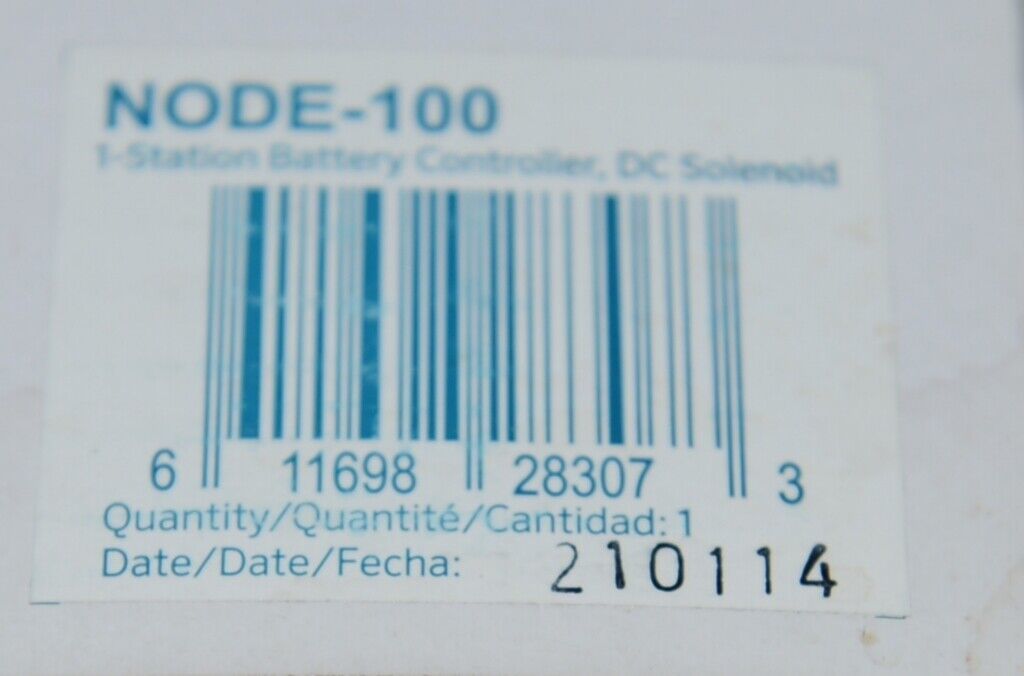 NODE-100
1-Station Battery Controller, DC Solenoid
6 11698 28307 3
Quantity/Quantité/Cantidad: 1
Date/Date/Fecha: 210114